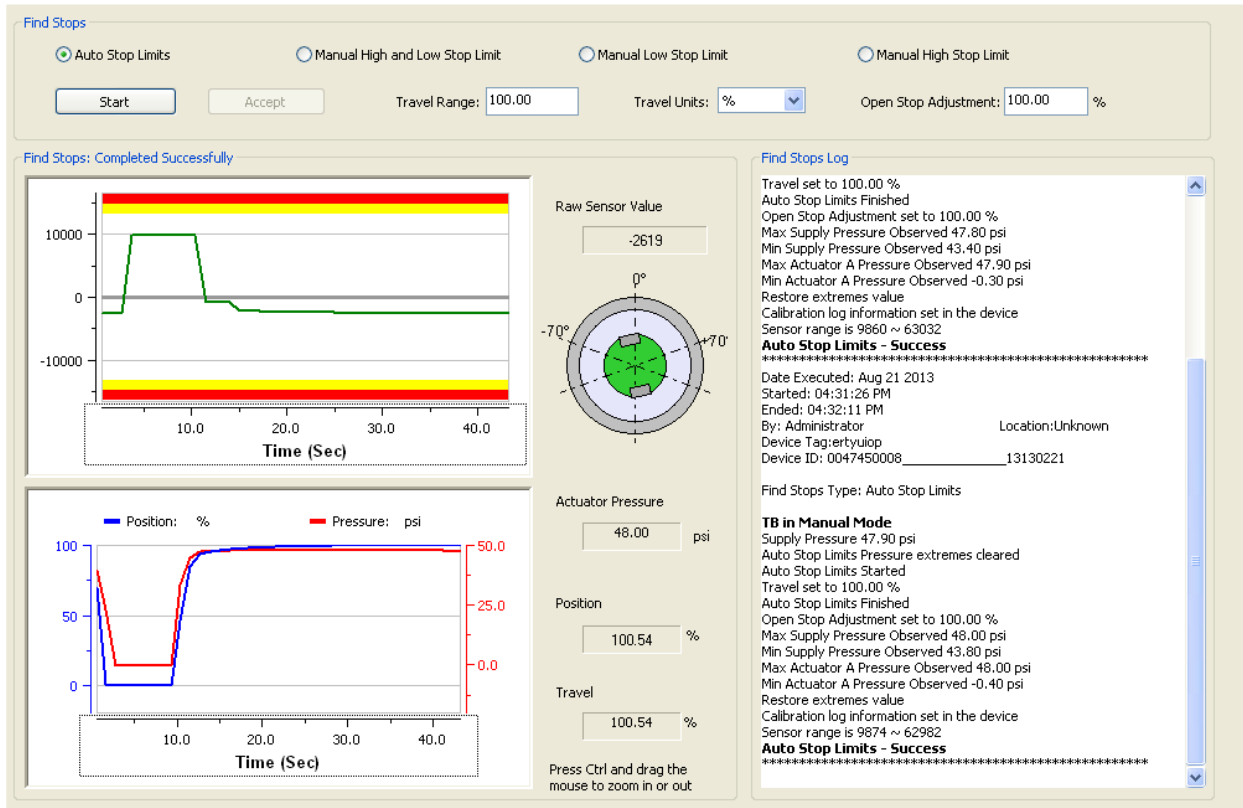 Find Stops
Auto Stop Limits
Manual High and Low Stop Limit
Manual Low Stop Limit
Manual High Stop Limit
Start
Accept
Travel Range: 100.00
Travel Units: %
Open Stop Adjustment: 100.00 %
Find Stops: Completed Successfully
10000
0
-10000
10.0 20.0 30.0 40.0
Time (Sec)
Raw Sensor Value
-2619
0°
-70°
+70°
Position: % Pressure: psi
100
50
0
50.0
25.0
0.0
10.0 20.0 30.0 40.0
Time (Sec)
Actuator Pressure
48.00 psi
Position
100.54 %
Travel
100.54 %
Press Ctrl and drag the
mouse to zoom in or out
Find Stops Log
Travel set to 100.00 %
Auto Stop Limits Finished
Open Stop Adjustment set to 100.00 %
Max Supply Pressure Observed 47.80 psi
Min Supply Pressure Observed 43.40 psi
Max Actuator A Pressure Observed 47.90 psi
Min Actuator A Pressure Observed -0.30 psi
Restore extremes value
Calibration log information set in the device
Sensor range is 9860 ~ 63032
Auto Stop Limits - Success
****************************************************
Date Executed: Aug 21 2013
Started: 04:31:26 PM
Ended: 04:32:11 PM
By: Administrator Location:Unknown
Device Tag:ertyuiop
Device ID: 0047450008_______________13130221
Find Stops Type: Auto Stop Limits
TB in Manual Mode
Supply Pressure 47.90 psi
Auto Stop Limits Pressure extremes cleared
Auto Stop Limits Started
Travel set to 100.00 %
Auto Stop Limits Finished
Open Stop Adjustment set to 100.00 %
Max Supply Pressure Observed 48.00 psi
Min Supply Pressure Observed 43.80 psi
Max Actuator A Pressure Observed 48.00 psi
Min Actuator A Pressure Observed -0.40 psi
Restore extremes value
Calibration log information set in the device
Sensor range is 9874 ~ 62982
Auto Stop Limits - Success
****************************************************